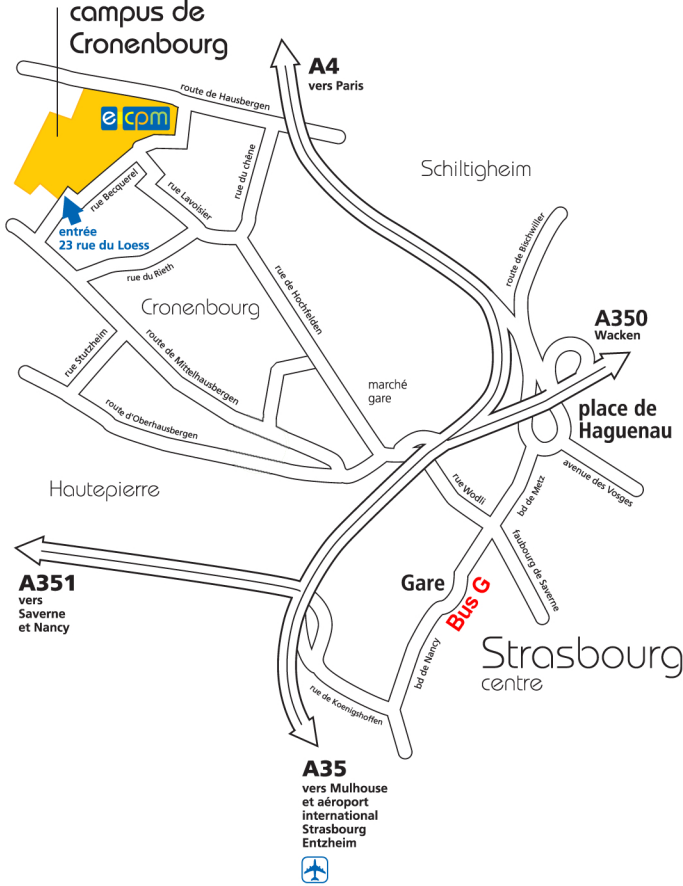 campus de
Cronenbourg
A4
vers Paris
route de Hausbergen
e cpm
Schiltigheim
rue du chêne
rue Becquerel
rue Lavoisier
entrée
23 rue du Loess
route de Bischwiller
rue du Rieth
rue de Hochfelden
Cronenbourg
A350
Wacken
rue Stutzheim
route de Mittelhausbergen
marché
gare
place de
Haguenau
route d'Oberhausbergen
avenue des Vosges
Hautepierre
rue Wodli
bd de Metz
faubourg de Saverne
A351
vers
Saverne
et Nancy
Gare
Bus G
bd de Nancy
Strasbourg
centre
rue de Koenigshoffen
A35
vers Mulhouse
et aéroport
international
Strasbourg
Entzheim